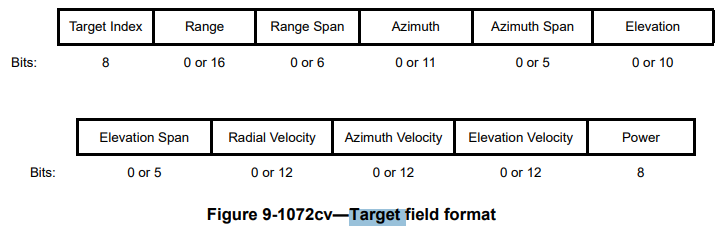 Target Index Range Range Span Azimuth Azimuth Span Elevation
Bits: 8 0 or 16 0 or 6 0 or 11 0 or 5 0 or 10
Elevation Span Radial Velocity Azimuth Velocity Elevation Velocity Power
Bits: 0 or 5 0 or 12 0 or 12 0 or 12 8
Figure 9-1072cv—Target field format